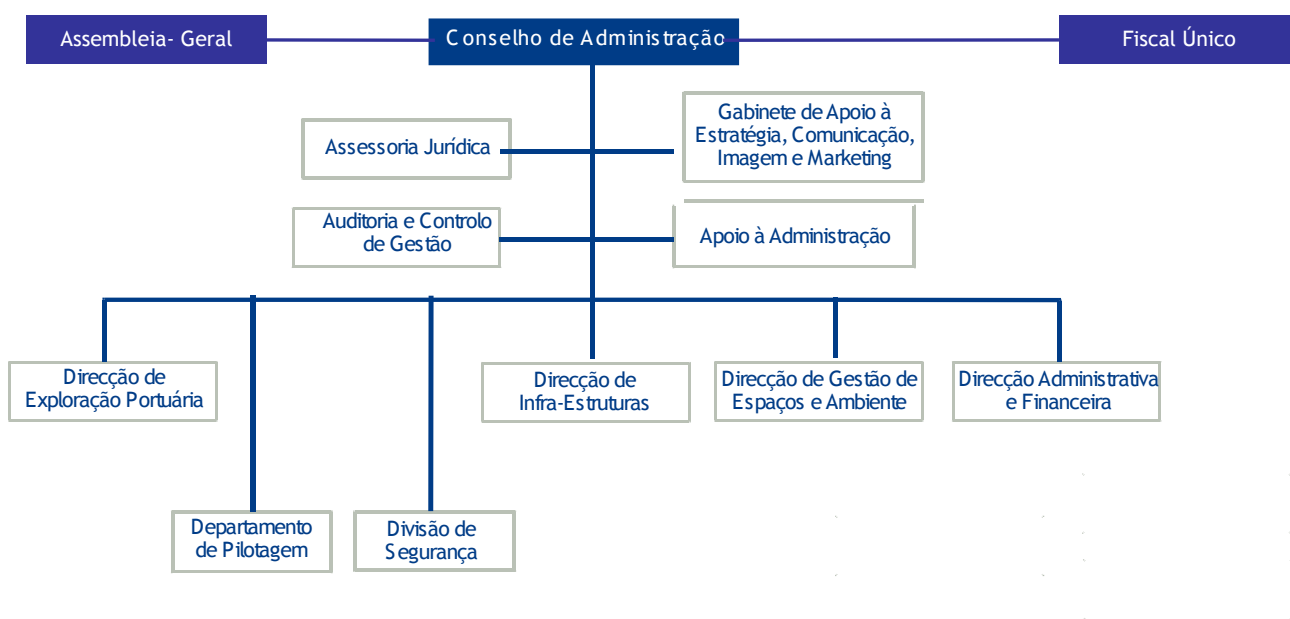 Assembleia- Geral
Conselho de Administração
Fiscal Único
Assessoria Jurídica
Gabinete de Apoio à
Estratégia, Comunicação,
Imagem e Marketing
Auditoria e Controlo
de Gestão
Apoio à Administração
Direcção de
Exploração Portuária
Direcção de
Infra-Estruturas
Direcção de Gestão de
Espaços e Ambiente
Direcção Administrativa
e Financeira
Departamento
de Pilotagem
Divisão de
Segurança